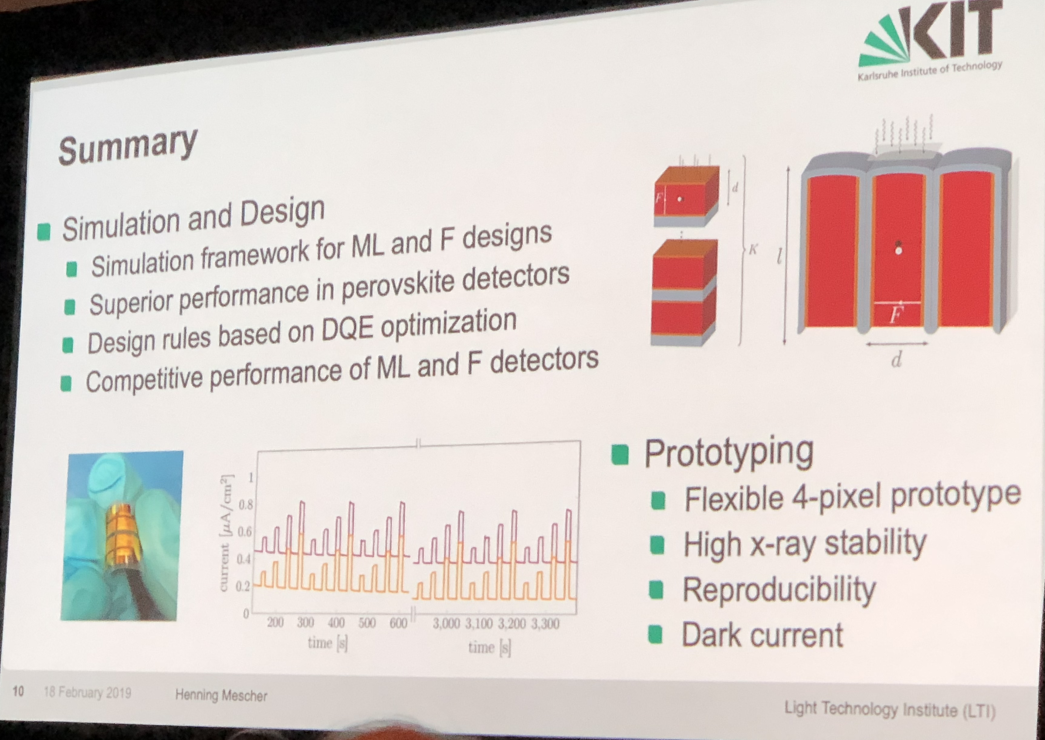 KIT
Karlsruhe Institute of Technology
Summary
Simulation and Design
Simulation framework for ML and F designs
Superior performance in perovskite detectors
Design rules based on DQE optimization
Competitive performance of ML and F detectors
F
d
K
l
F
d
current [μA/cm²]
1
0.8
0.6
0.4
0.2
0
200 300 400 500 600 3,000 3,100 3,200 3,300
time [s] time [s]
Prototyping
Flexible 4-pixel prototype
High x-ray stability
Reproducibility
Dark current
10 18 February 2019 Henning Mescher
Light Technology Institute (LTI)